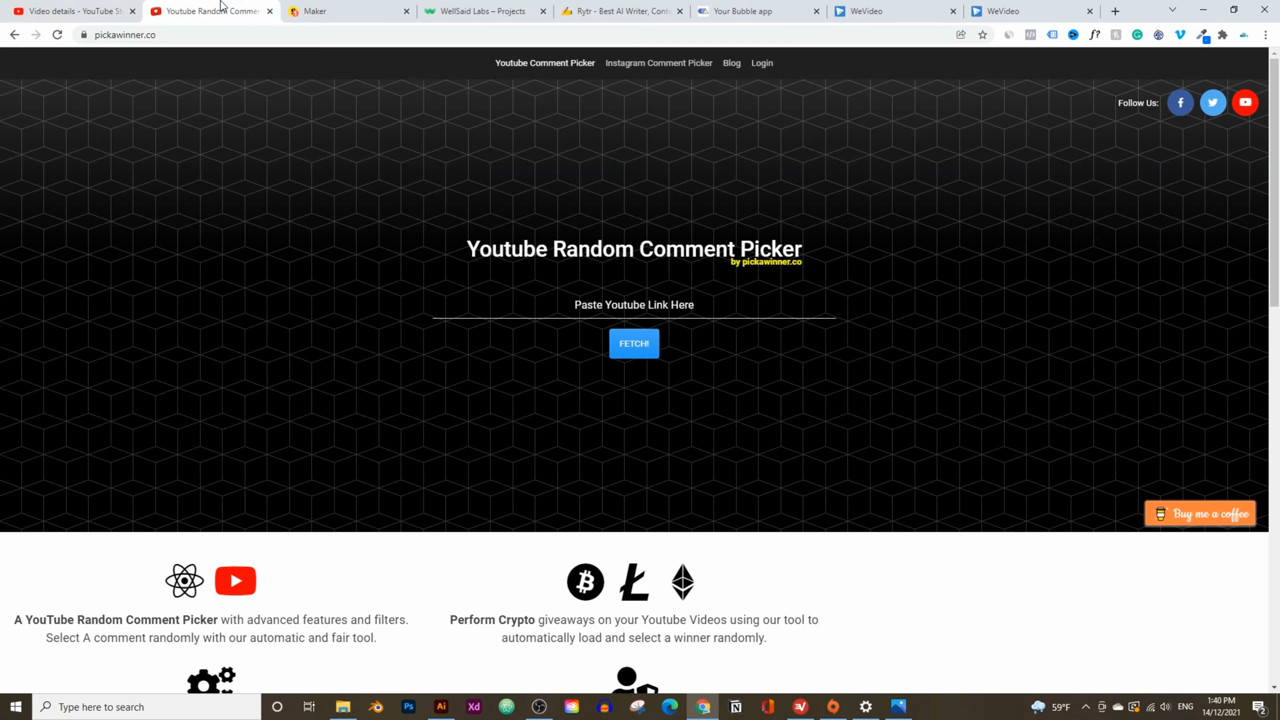 Video details - YouTube St
Youtube Random Commer
Maker
WellSaid Labs – Projects
Rytr - Best AI Writer, Conte
Your Bubble app
WeVideo
WeVideo
pickawinner.co
Youtube Comment Picker
Instagram Comment Picker
Blog
Login
Follow Us:
Youtube Random Comment Picker
by pickawinner.co
Paste Youtube Link Here
FETCH!
Buy me a coffee
A YouTube Random Comment Picker with advanced features and filters.
Select A comment randomly with our automatic and fair tool.
Perform Crypto giveaways on your Youtube Videos using our tool to
automatically load and select a winner randomly.
Type here to search
59°F
ENG
1:40 PM
14/12/2021